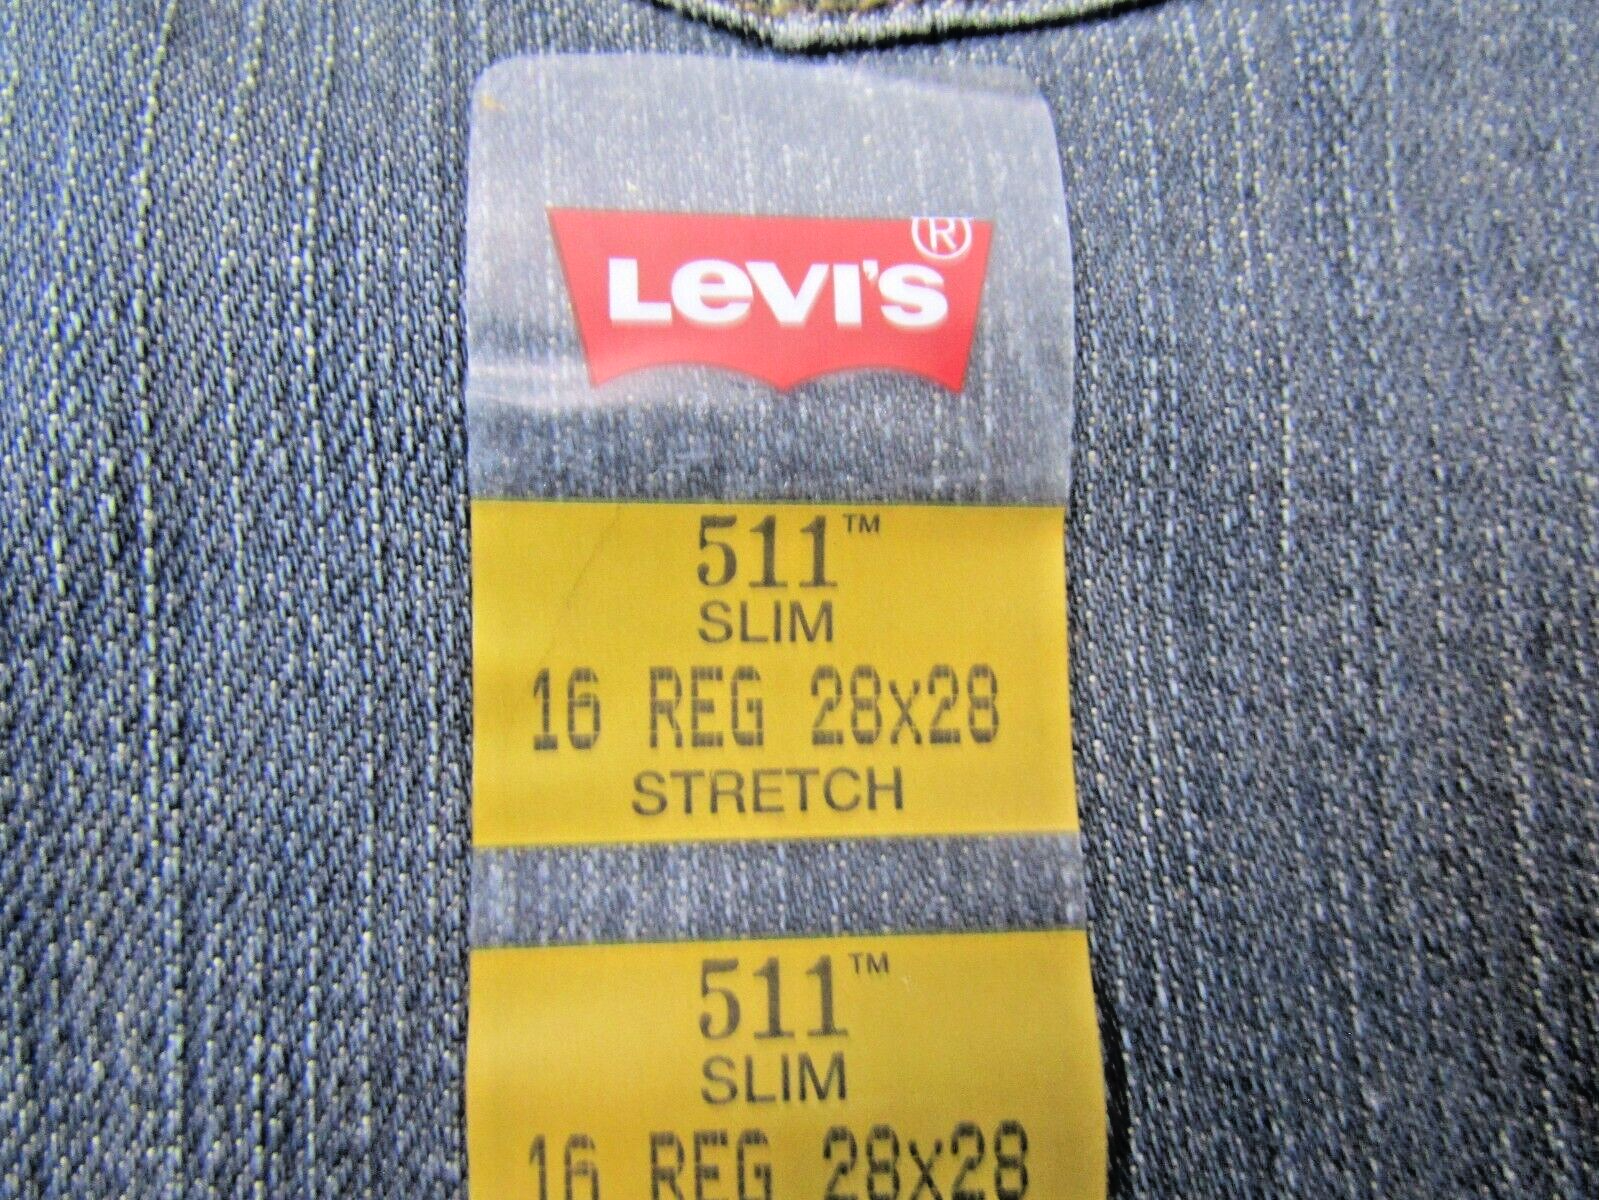 Levi's®
511™
SLIM
16 REG 28x28
STRETCH
511™
SLIM
16 REG 28x28